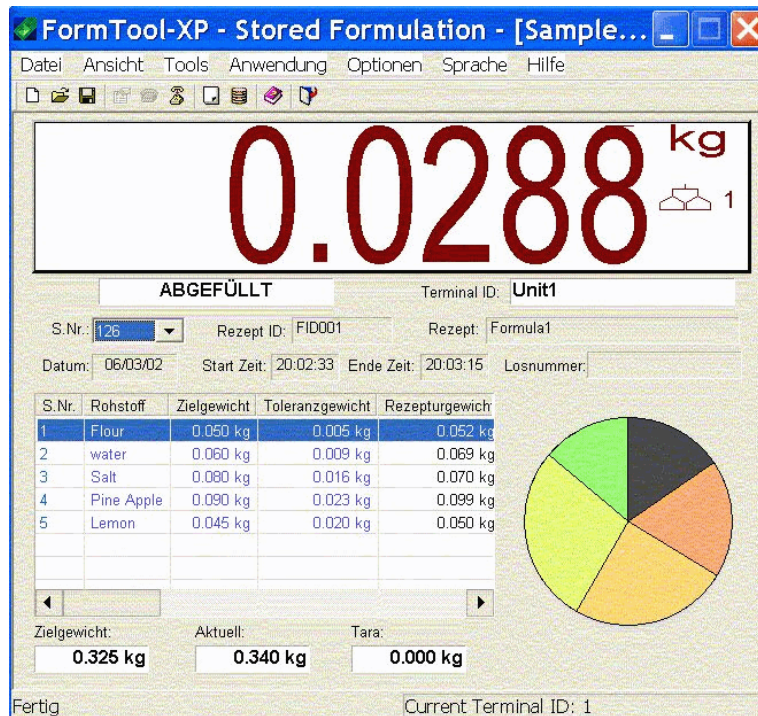 FormTool-XP - Stored Formulation - [Sample...
Datei Ansicht Tools Anwendung Optionen Sprache Hilfe
0.0288 kg
1
ABGEFÜLLT Terminal ID: Unit1
S.Nr.: 126 Rezept ID: FID001 Rezept: Formula1
Datum: 06/03/02 Start Zeit: 20:02:33 Ende Zeit: 20:03:15 Losnummer:
S.Nr. Rohstoff Zielgewicht Toleranzgewicht Rezepturgewich
1 Flour 0.050 kg 0.005 kg 0.052 kg
2 water 0.060 kg 0.009 kg 0.069 kg
3 Salt 0.080 kg 0.016 kg 0.070 kg
4 Pine Apple 0.090 kg 0.023 kg 0.099 kg
5 Lemon 0.045 kg 0.020 kg 0.050 kg
Zielgewicht: Aktuell: Tara:
0.325 kg 0.340 kg 0.000 kg
Fertig Current Terminal ID: 1